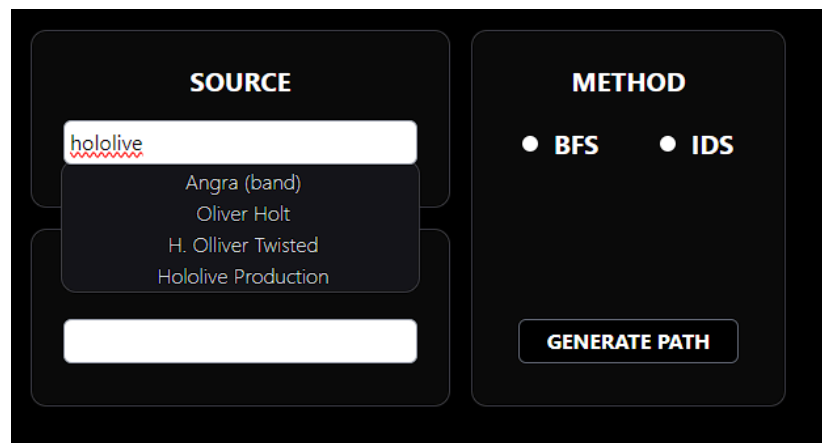 SOURCE
hololive
Angra (band)
Oliver Holt
H. Olliver Twisted
Hololive Production
METHOD
BFS IDS
GENERATE PATH